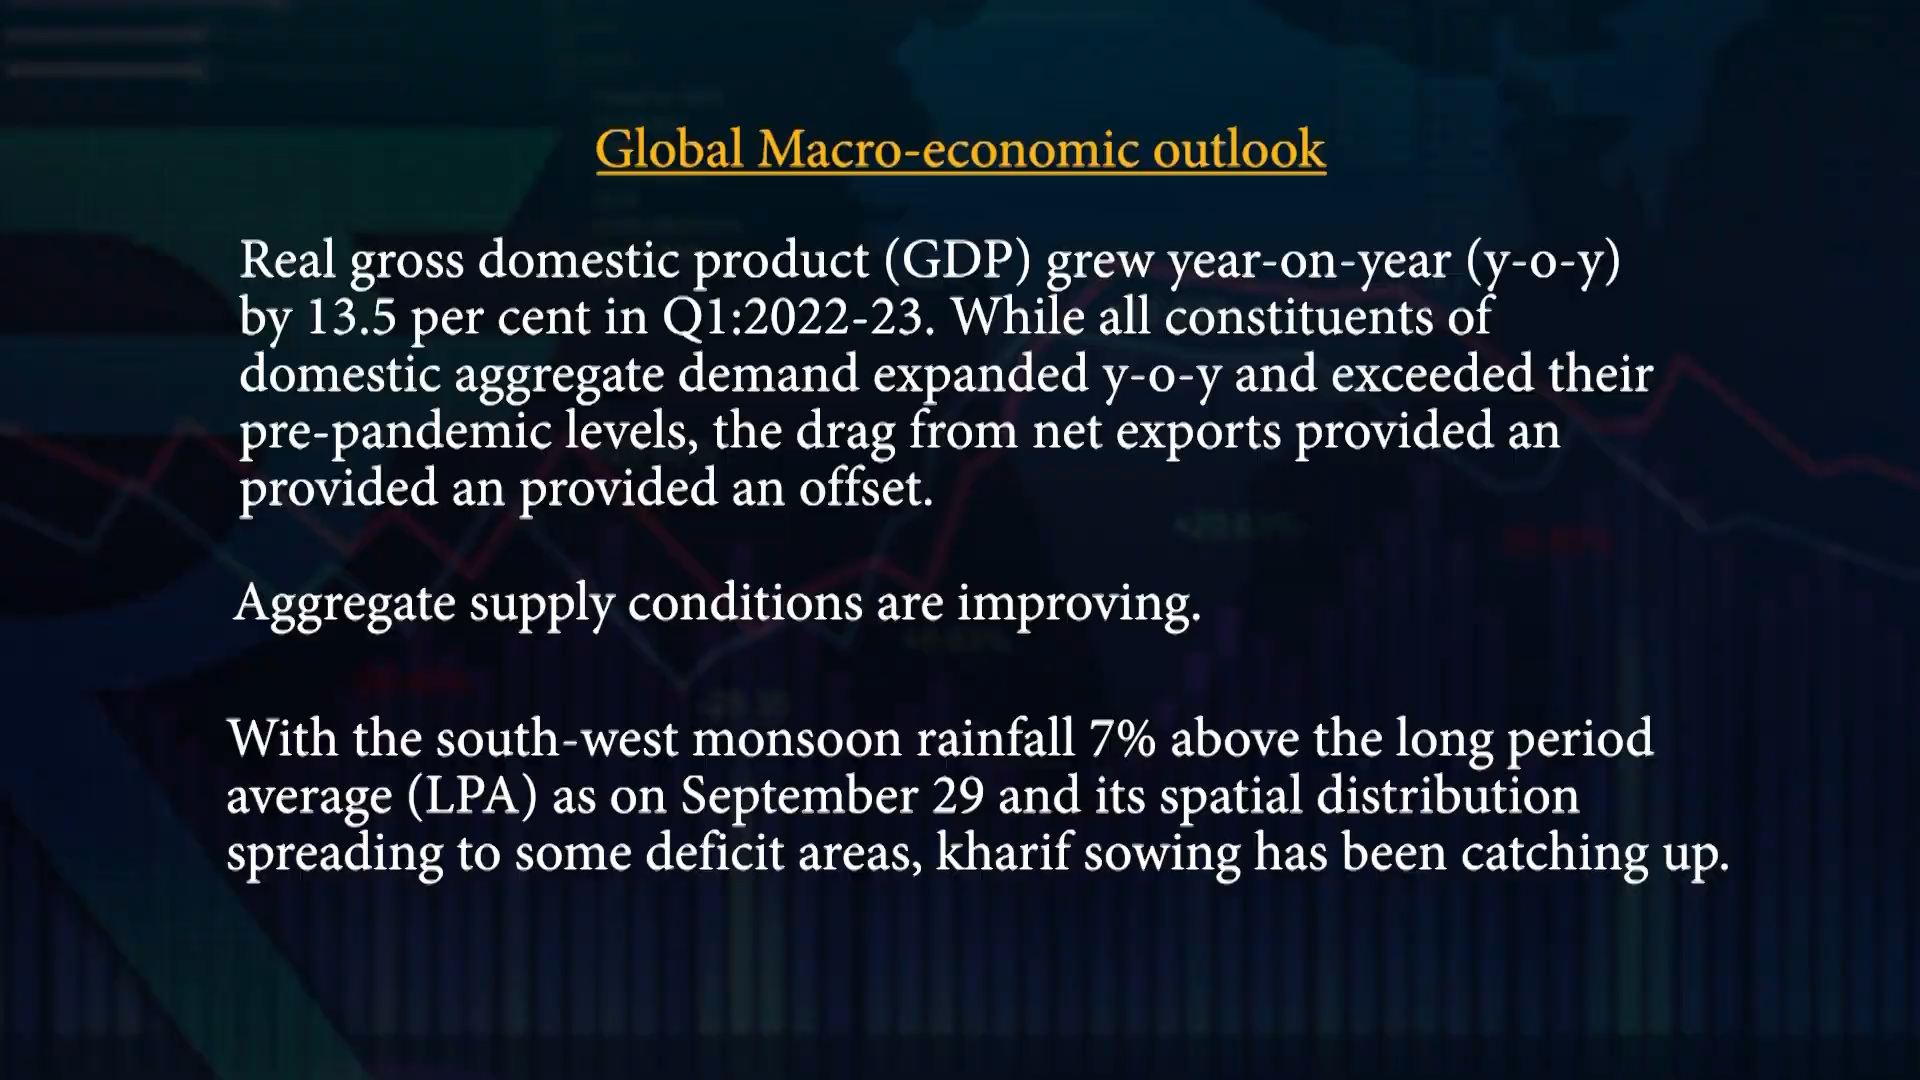 Global Macro-economic outlook
Real gross domestic product (GDP) grew year-on-year (y-o-y)
by 13.5 per cent in Q1:2022-23. While all constituents of
domestic aggregate demand expanded y-o-y and exceeded their
pre-pandemic levels, the drag from net exports provided an
provided an provided an offset.
Aggregate supply conditions are improving.
With the south-west monsoon rainfall 7% above the long period
average (LPA) as on September 29 and its spatial distribution
spreading to some deficit areas, kharif sowing has been catching up.